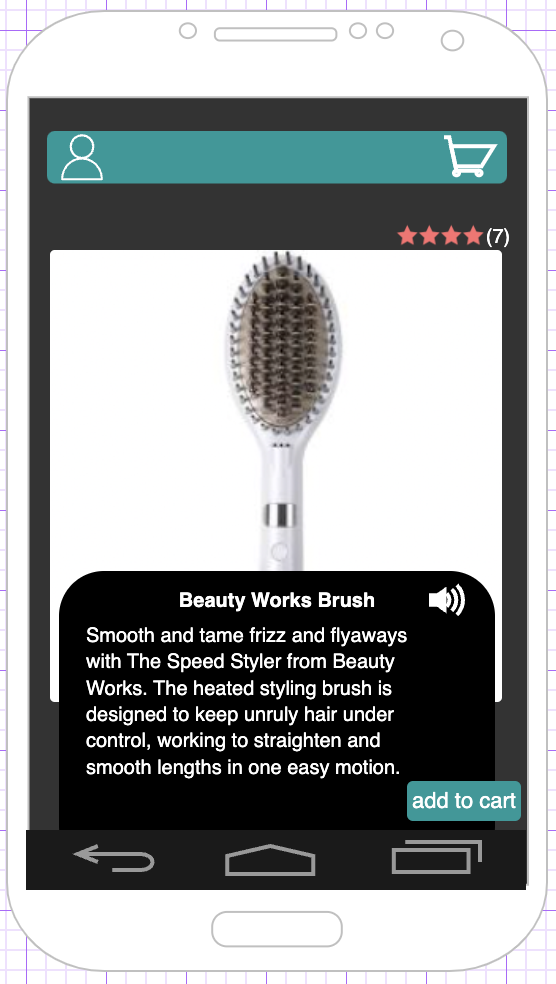 (7)
Beauty Works Brush
Smooth and tame frizz and flyaways
with The Speed Styler from Beauty
Works. The heated styling brush is
designed to keep unruly hair under
control, working to straighten and
smooth lengths in one easy motion.
add to cart